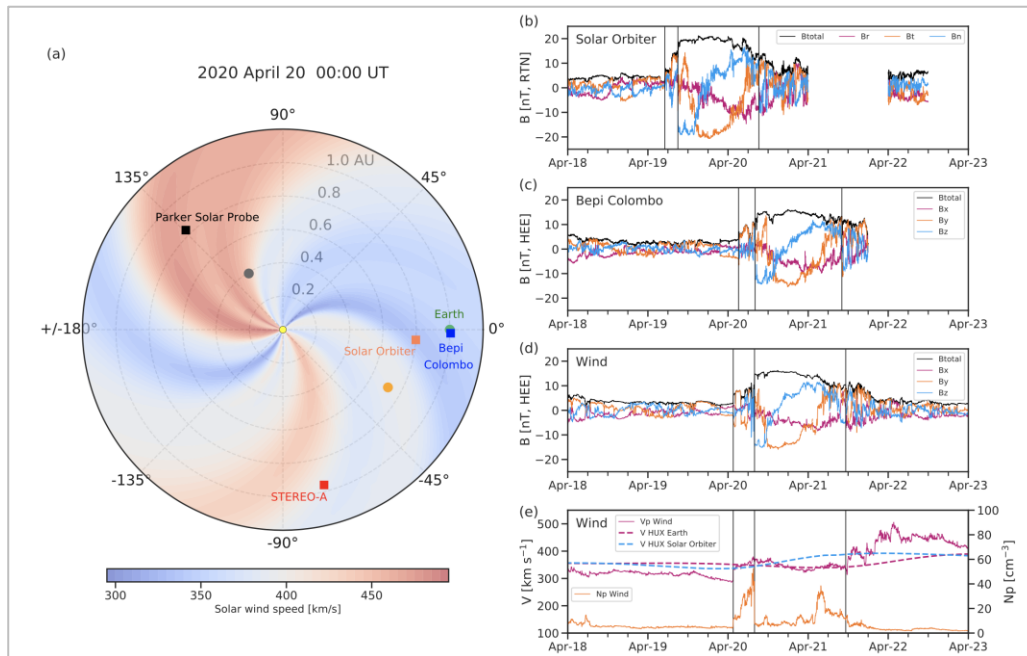 (a)
2020 April 20 00:00 UT
90°
135°
45°
1.0 AU
0.8
0.6
0.4
0.2
Parker Solar Probe
+/-180°
0°
Earth
Solar Orbiter
Bepi
Colombo
STEREO-A
-135°
-45°
-90°
300 350 400 450
Solar wind speed [km/s]
(b)
Solar Orbiter
Btotal Br Bt Bn
B [nT, RTN]
20
10
0
−10
−20
Apr-18 Apr-19 Apr-20 Apr-21 Apr-22 Apr-23
(c)
Bepi Colombo
Btotal
Bx
By
Bz
B [nT, HEE]
20
10
0
−10
−20
Apr-18 Apr-19 Apr-20 Apr-21 Apr-22 Apr-23
(d)
Wind
Btotal
Bx
By
Bz
B [nT, HEE]
20
10
0
−10
−20
Apr-18 Apr-19 Apr-20 Apr-21 Apr-22 Apr-23
(e)
Wind
Vp Wind
V HUX Earth
V HUX Solar Orbiter
Np Wind
V [km s⁻¹]
500
400
300
200
100
Np [cm⁻³]
100
80
60
40
20
0
Apr-18 Apr-19 Apr-20 Apr-21 Apr-22 Apr-23